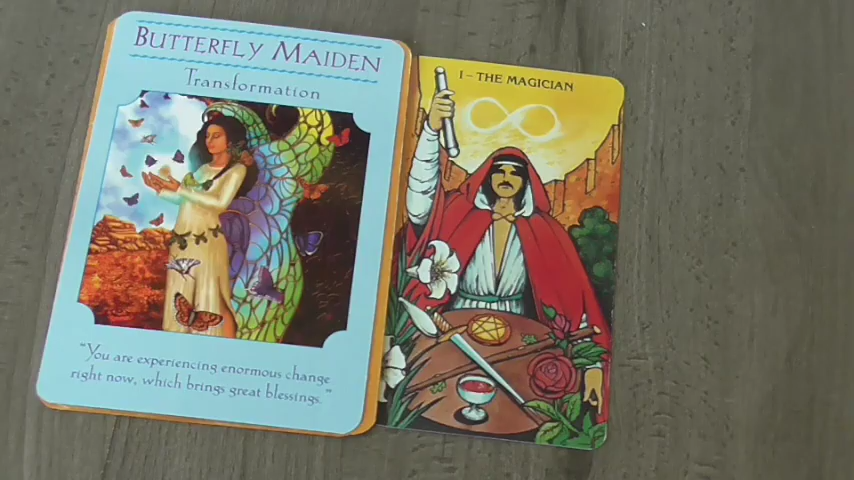 BUTTERFLY MAIDEN
Transformation
"You are experiencing enormous change
right now, which brings great blessings."
I – THE MAGICIAN